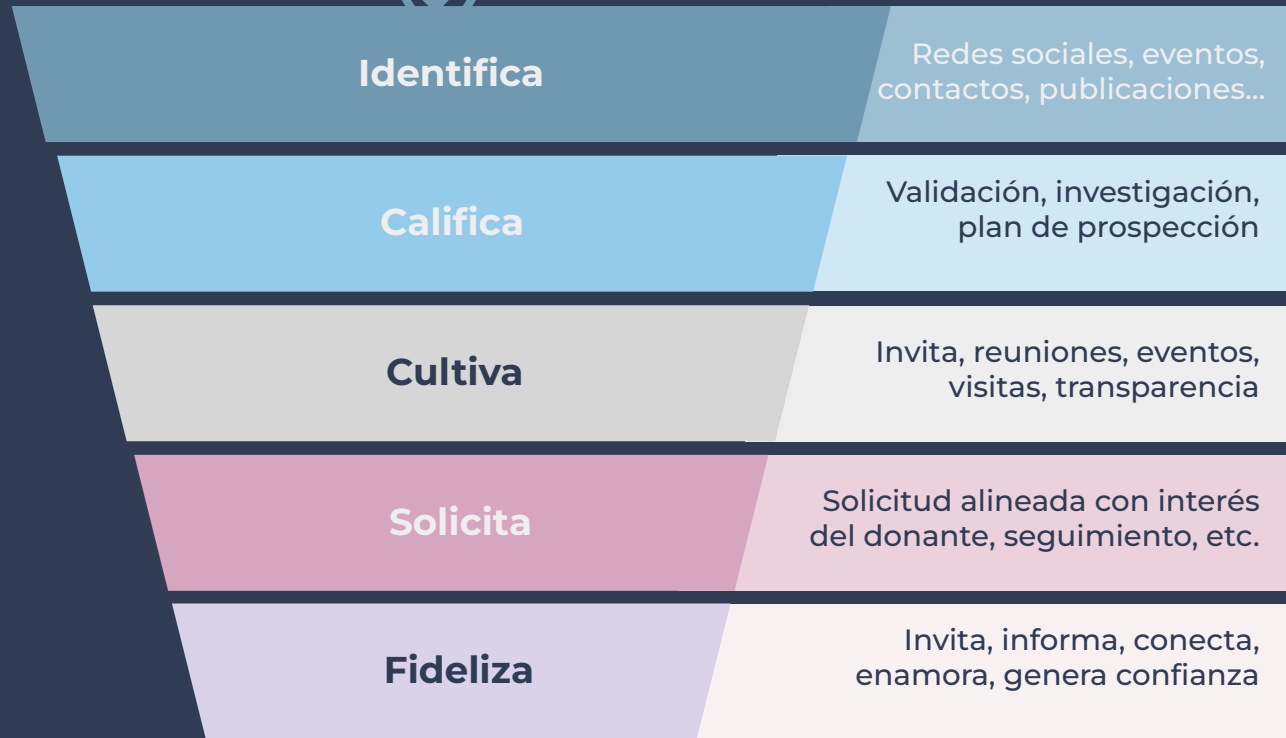 Identifica
Redes sociales, eventos,
contactos, publicaciones...
Califica
Validación, investigación,
plan de prospección
Cultiva
Invita, reuniones, eventos,
visitas, transparencia
Solicita
Solicitud alineada con interés
del donante, seguimiento, etc.
Fideliza
Invita, informa, conecta,
enamora, genera confianza